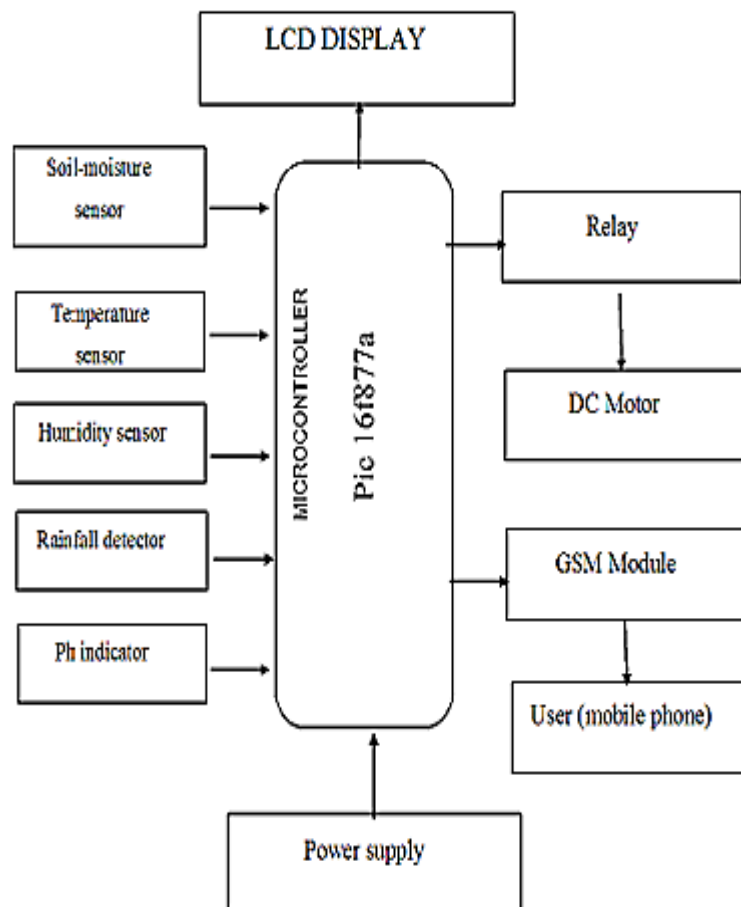 LCD DISPLAY
Soil-moisture
sensor
Temperature
sensor
Humidity sensor
Rainfall detector
Ph indicator
MICROCONTROLLER
Pic 16f877a
Relay
DC Motor
GSM Module
User (mobile phone)
Power supply